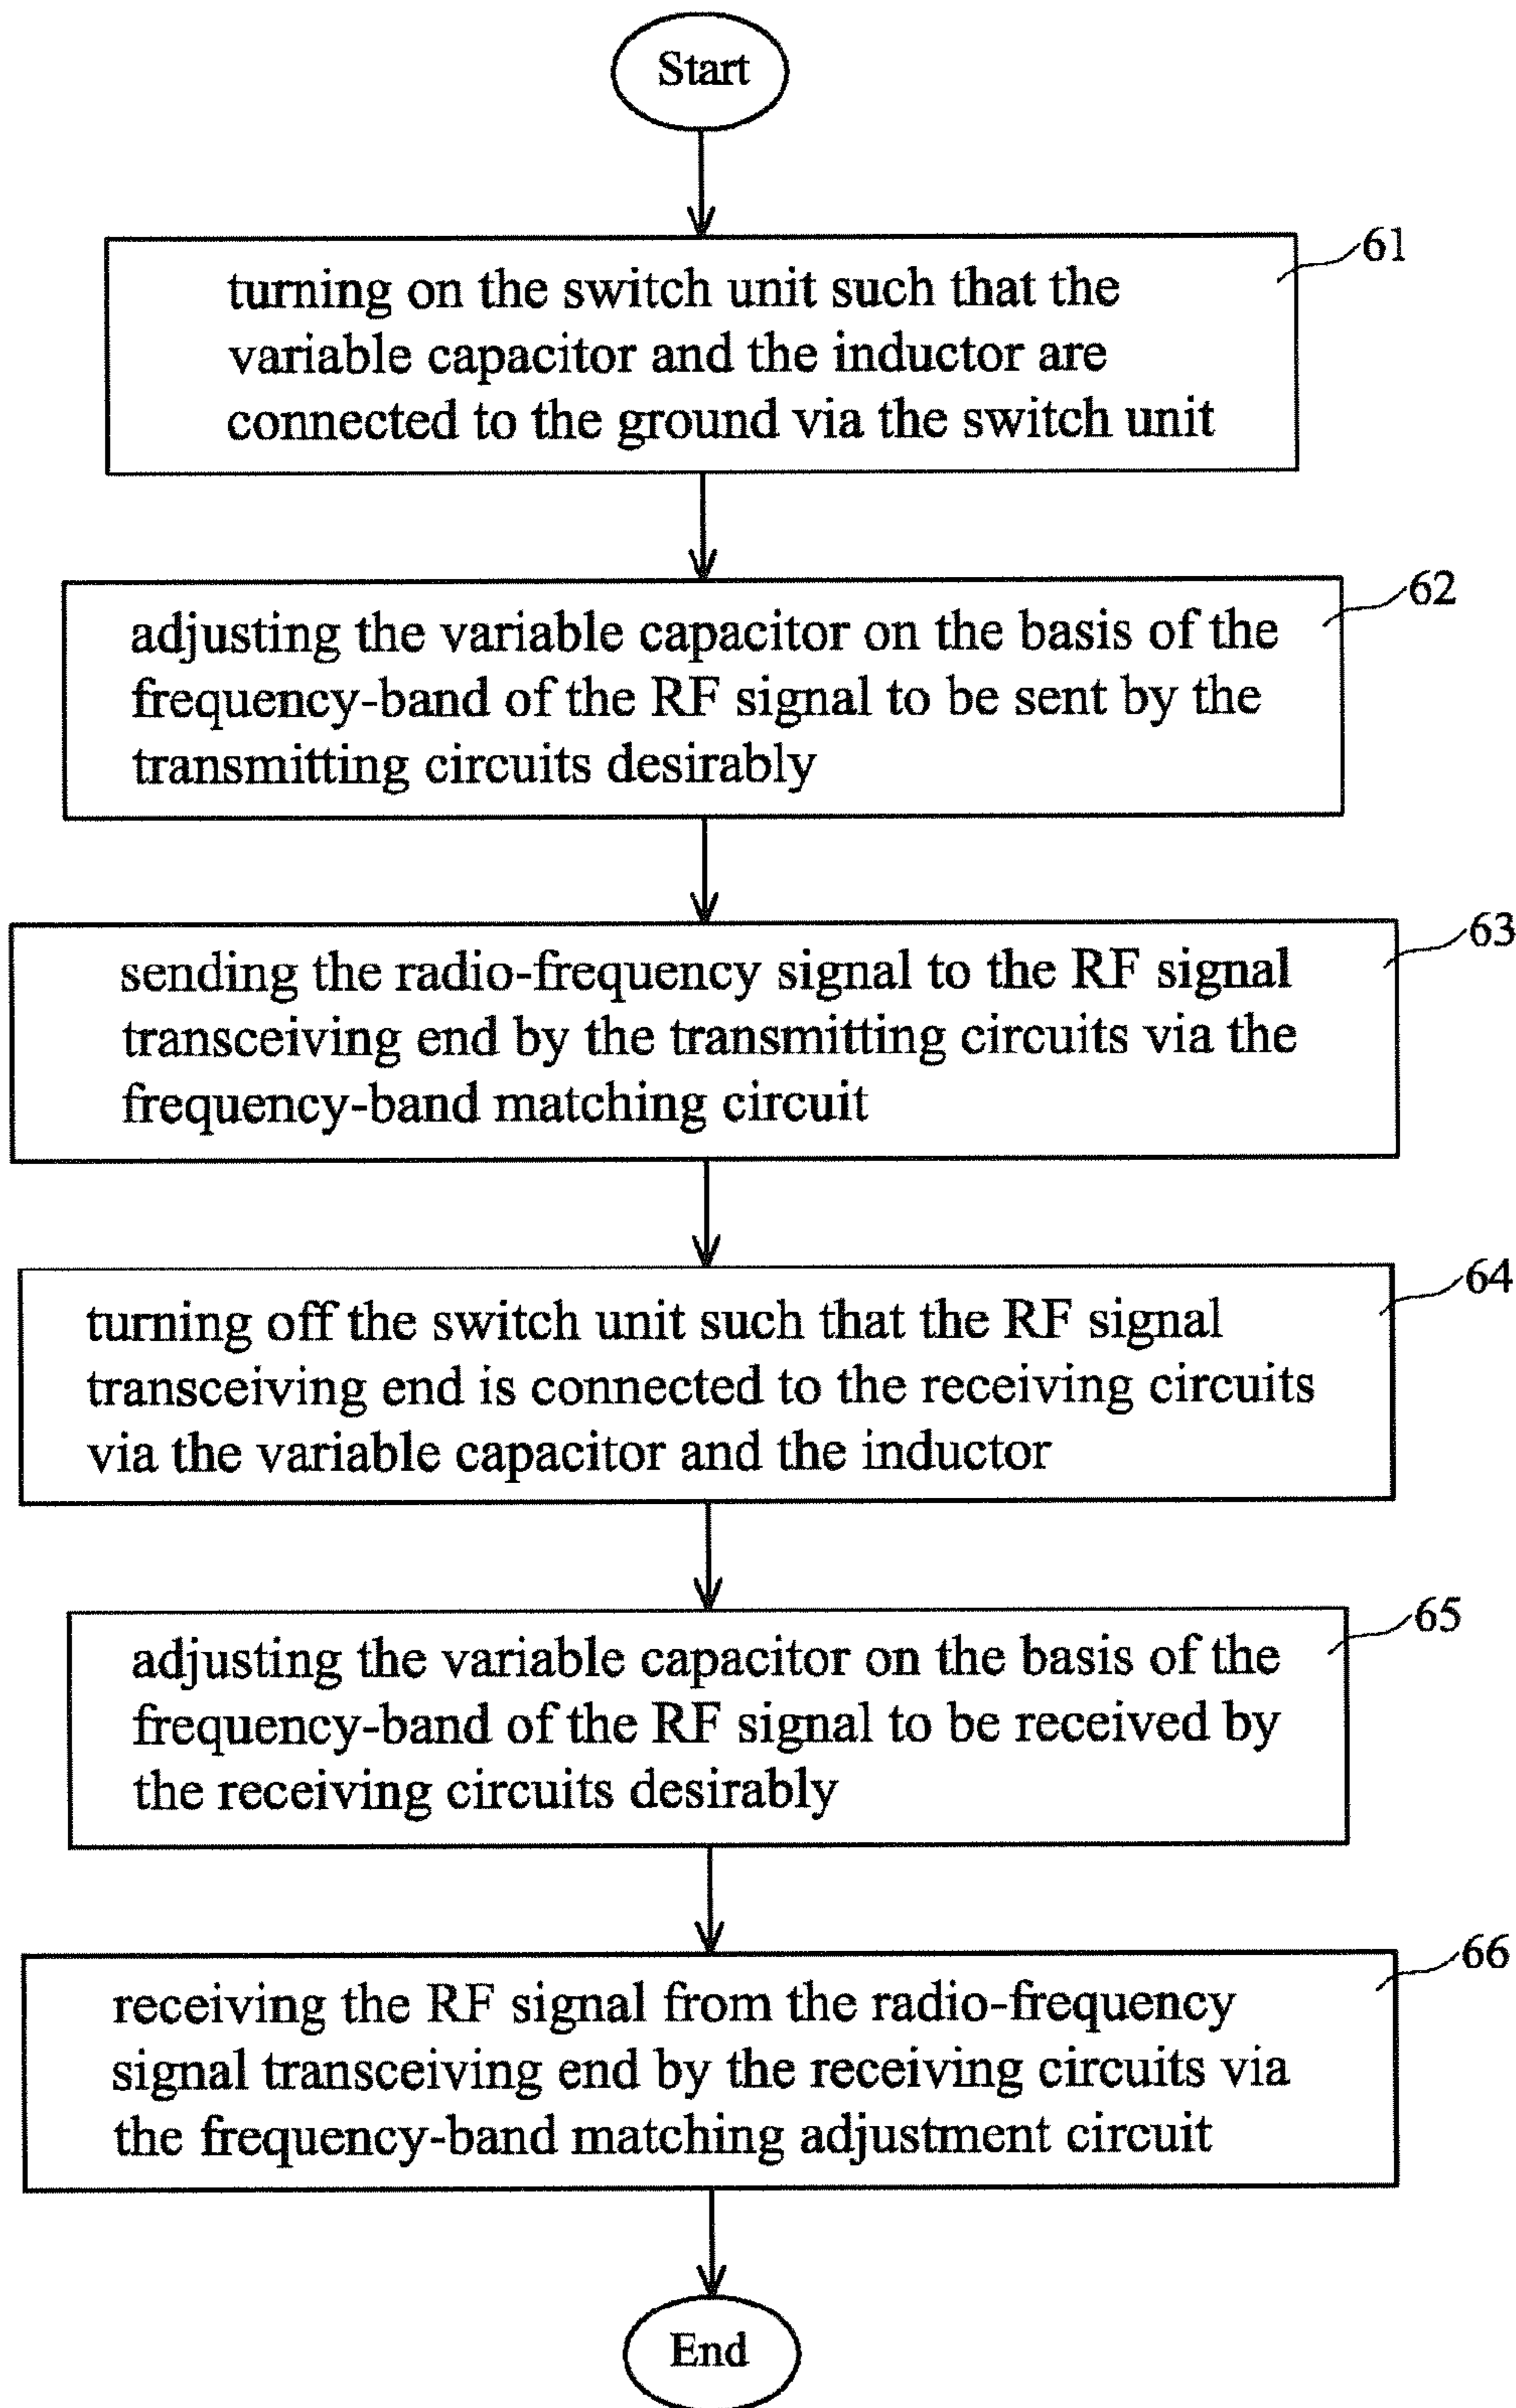 Start
61
turning on the switch unit such that the
variable capacitor and the inductor are
connected to the ground via the switch unit
62
adjusting the variable capacitor on the basis of the
frequency-band of the RF signal to be sent by the
transmitting circuits desirably
63
sending the radio-frequency signal to the RF signal
transceiving end by the transmitting circuits via the
frequency-band matching circuit
64
turning off the switch unit such that the RF signal
transceiving end is connected to the receiving circuits
via the variable capacitor and the inductor
65
adjusting the variable capacitor on the basis of the
frequency-band of the RF signal to be received by
the receiving circuits desirably
66
receiving the RF signal from the radio-frequency
signal transceiving end by the receiving circuits via
the frequency-band matching adjustment circuit
End